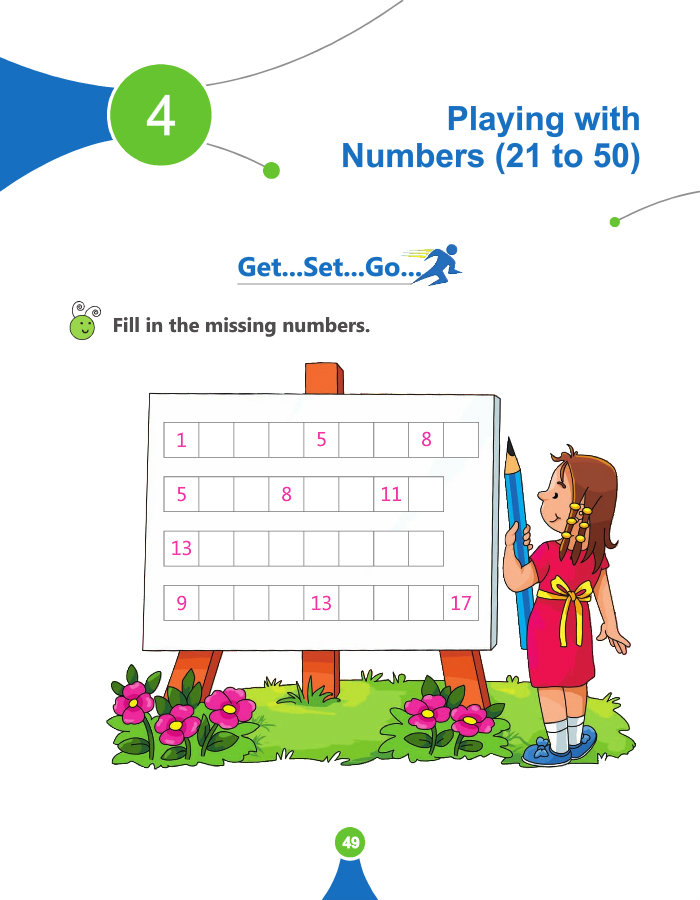 4
Playing with
Numbers (21 to 50)
Get...Set...Go...
Fill in the missing numbers.
1 5 8
5 8 11
13
9 13 17
49